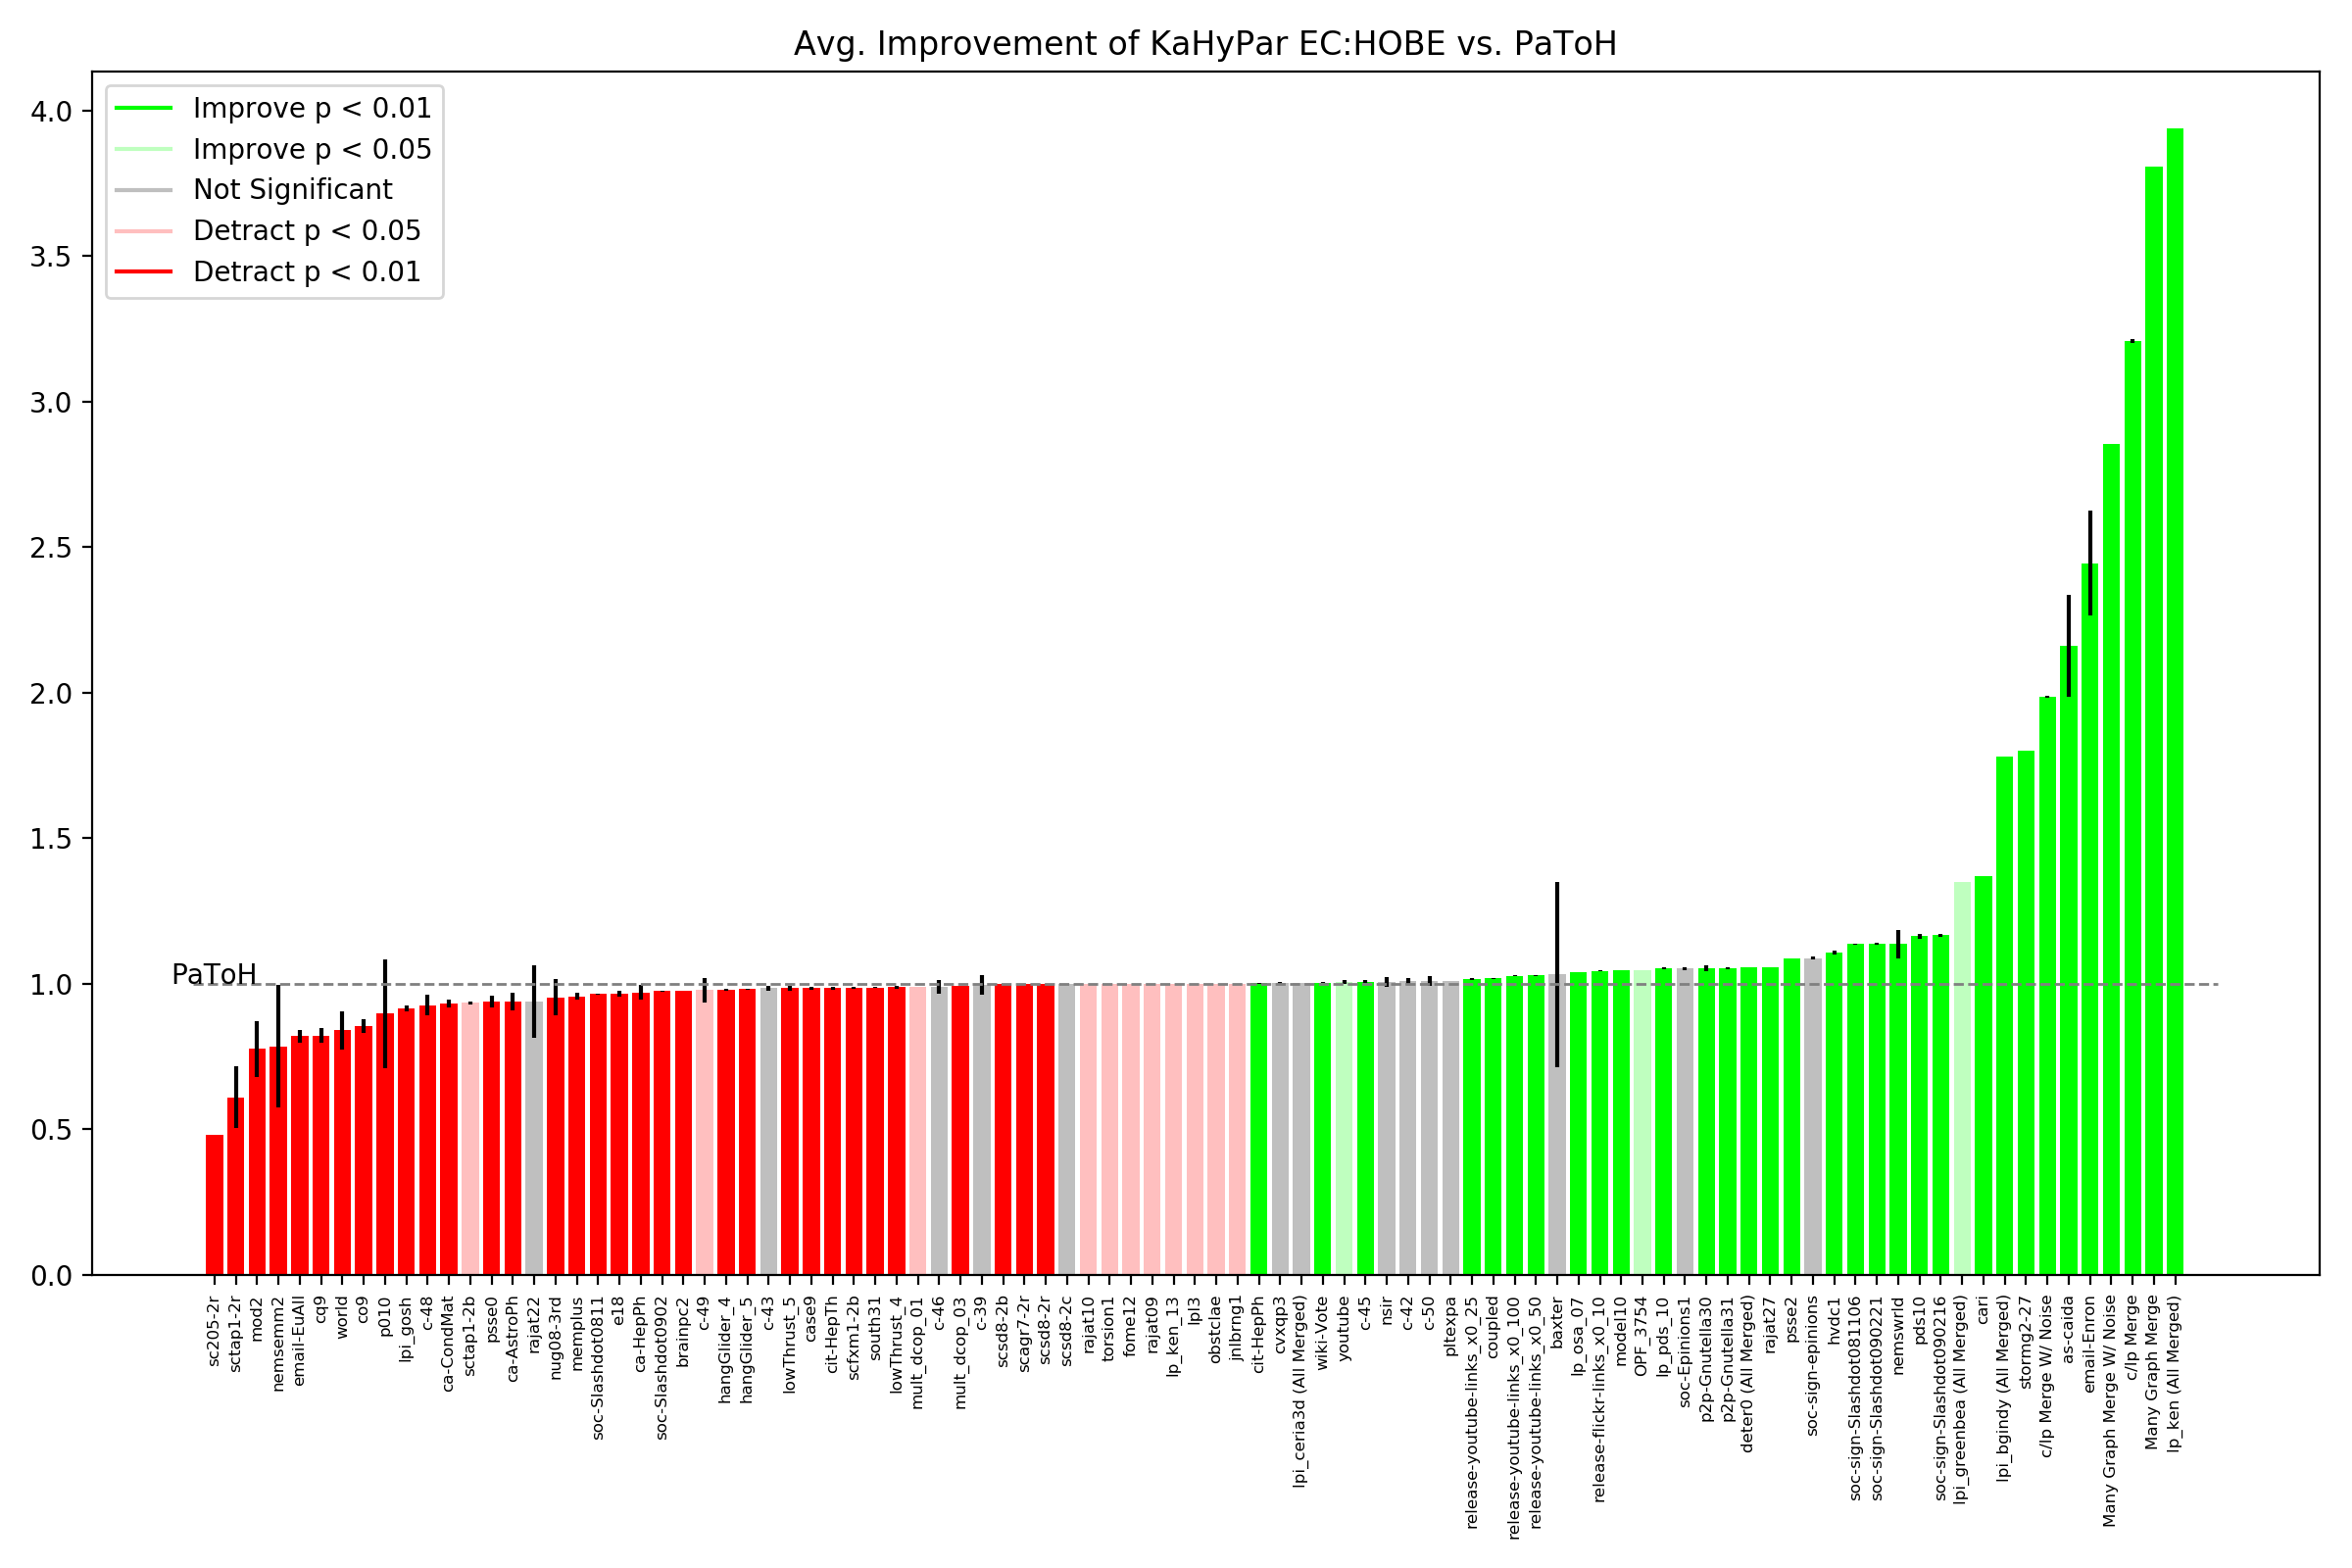 Avg. Improvement of KaHyPar EC:HOBE vs. PaToH
Improve p < 0.01
Improve p < 0.05
Not Significant
Detract p < 0.05
Detract p < 0.01
4.0
3.5
3.0
2.5
2.0
1.5
1.0
0.5
0.0
PaToH
sc205-2r
sctap1-2r
mod2
nemsemm2
email-EuAll
cq9
world
co9
p010
lpi_gosh
c-48
ca-CondMat
sctap1-2b
psse0
ca-AstroPh
rajat22
nug08-3rd
memplus
soc-Slashdot0811
e18
ca-HepPh
soc-Slashdot0902
brainpc2
c-49
hangGlider_4
hangGlider_5
c-43
lowThrust_5
case9
cit-HepTh
scfxm1-2b
south31
lowThrust_4
mult_dcop_01
c-46
mult_dcop_03
c-39
scsd8-2b
scagr7-2r
scsd8-2r
scsd8-2c
rajat10
torsion1
fome12
rajat09
lp_ken_13
lpl3
obstclae
jnlbrng1
cit-HepPh
cvxqp3
lpi_ceria3d (All Merged)
wiki-Vote
youtube
c-45
nsir
c-42
c-50
pltexpa
release-youtube-links_x0_25
coupled
release-youtube-links_x0_100
release-youtube-links_x0_50
baxter
lp_osa_07
release-flickr-links_x0_10
model10
OPF_3754
lp_pds_10
soc-Epinions1
p2p-Gnutella30
p2p-Gnutella31
deter0 (All Merged)
rajat27
psse2
soc-sign-epinions
hvdc1
soc-sign-Slashdot081106
soc-sign-Slashdot090221
nemswrld
pds10
soc-sign-Slashdot090216
lpi_greenbea (All Merged)
cari
lpi_bgindy (All Merged)
stormg2-27
c/lp Merge W/ Noise
as-caida
email-Enron
Many Graph Merge W/ Noise
c/lp Merge
Many Graph Merge
lp_ken (All Merged)